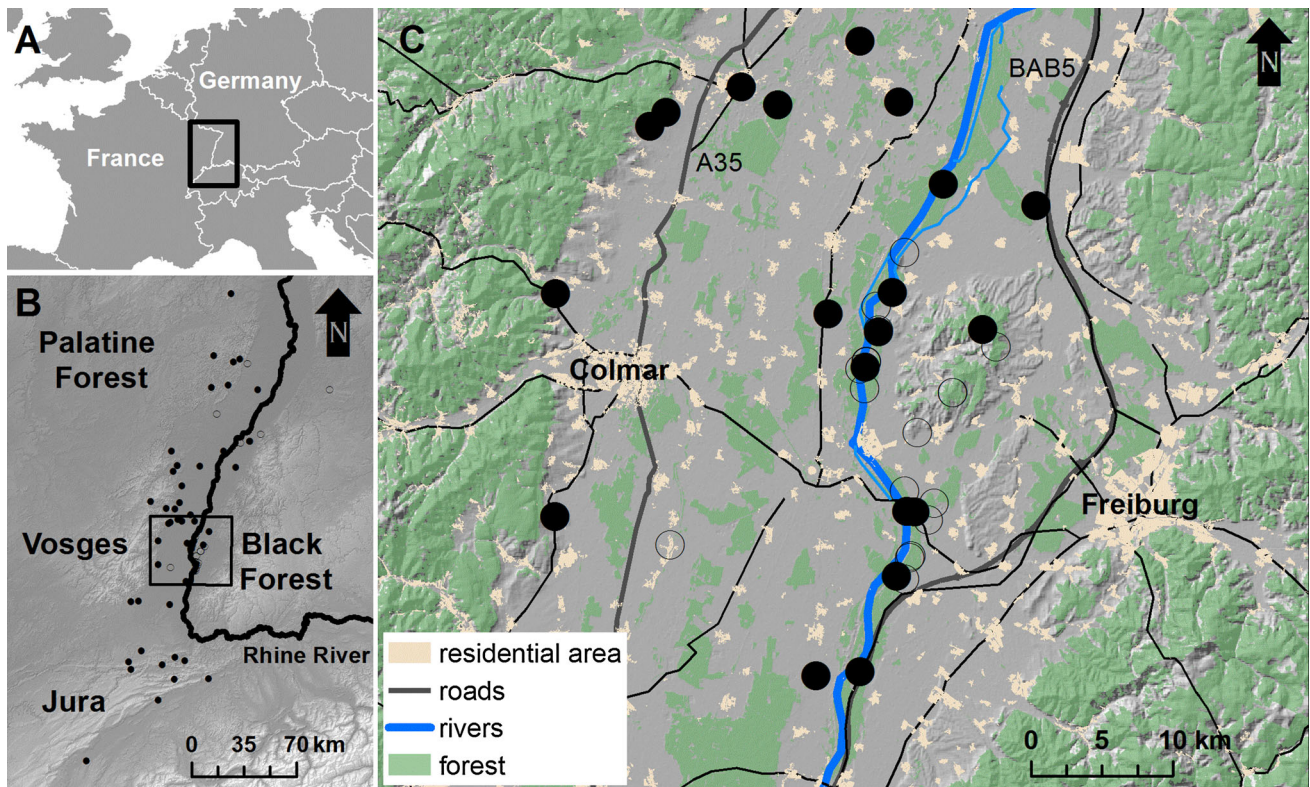 A
Germany
France
B
N
Palatine
Forest
Vosges
Black
Forest
Rhine River
Jura
0 35 70 km
C
N
BAB5
A35
Colmar
Freiburg
residential area
roads
rivers
forest
0 5 10 km